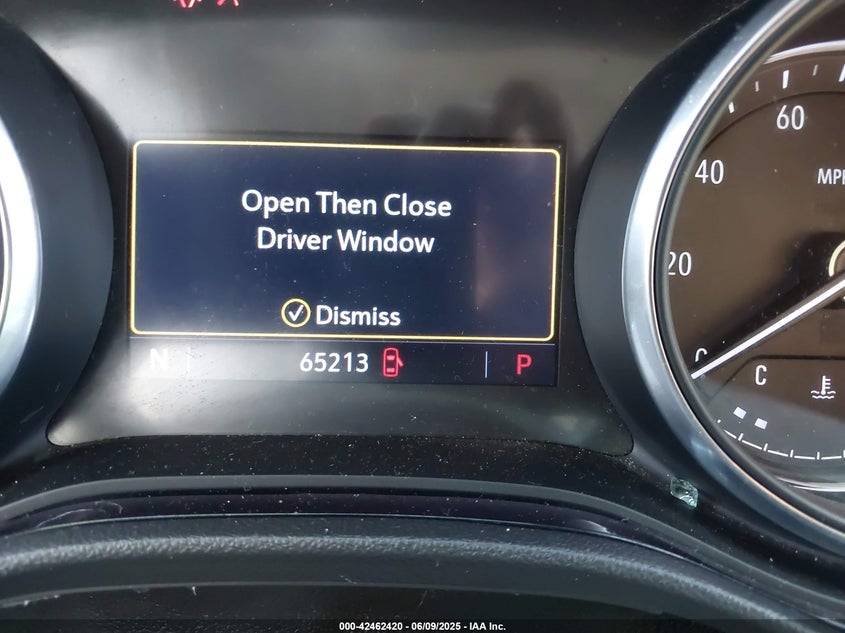 Open Then Close
Driver Window
Dismiss
N
65213
P
60
40
MPH
20
C
000-42462420 - 06/09/2025 - IAA Inc.